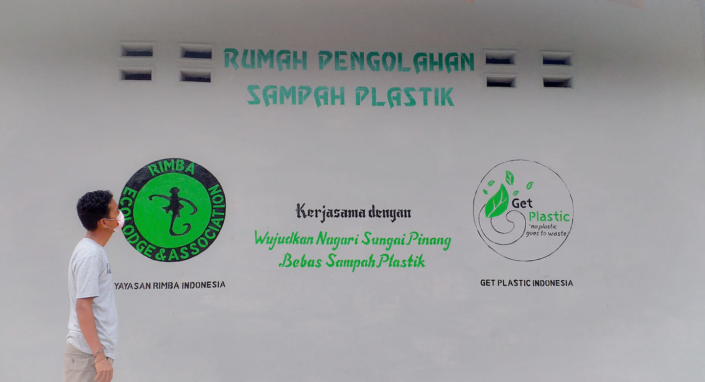 RUMAH PENGOLAHAN
SAMPAH PLASTIK
RIMBA
ECOLODGE & ASSOCIATION
YAYASAN RIMBA INDONESIA
Kerjasama dengan
Wujudkan Nagari Sungai Pinang
Bebas Sampah Plastik
Get
Plastic
"no plastic
goes to waste"
GET PLASTIC INDONESIA